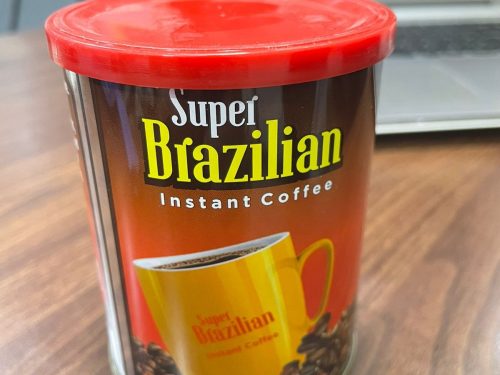 Super
Brazilian
Instant Coffee
Super
Brazilian
Instant Coffee